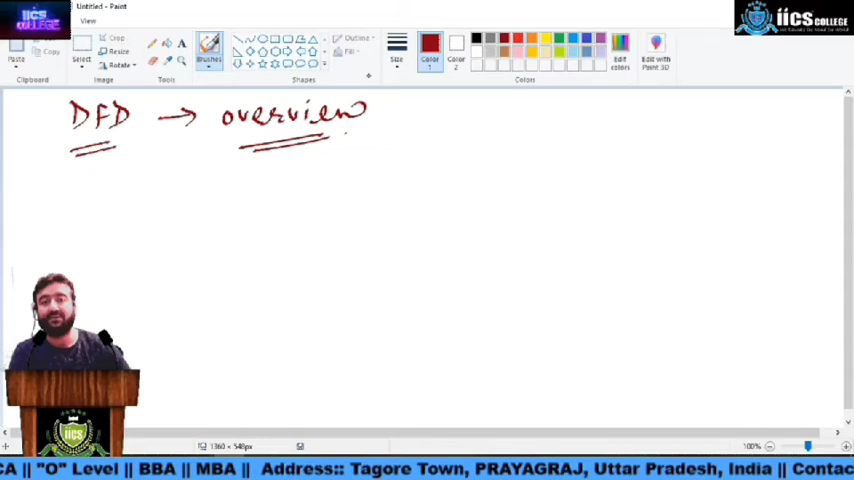 iiCS
COLLEGE
Untitled - Paint
iics COLLEGE
View
Paste
Copy
Select
Crop
Resize
Rotate
A
Brushes
Outline
Fill
Size
Color
1
Color
2
Edit
colors
Edit with
Paint 3D
Clipboard
Image
Tools
Shapes
Colors
DFD → overview
iics
1360 × 548px
100%
CA || "O" Level || BBA || MBA || Address:: Tagore Town, PRAYAGRAJ, Uttar Pradesh, India || Contac